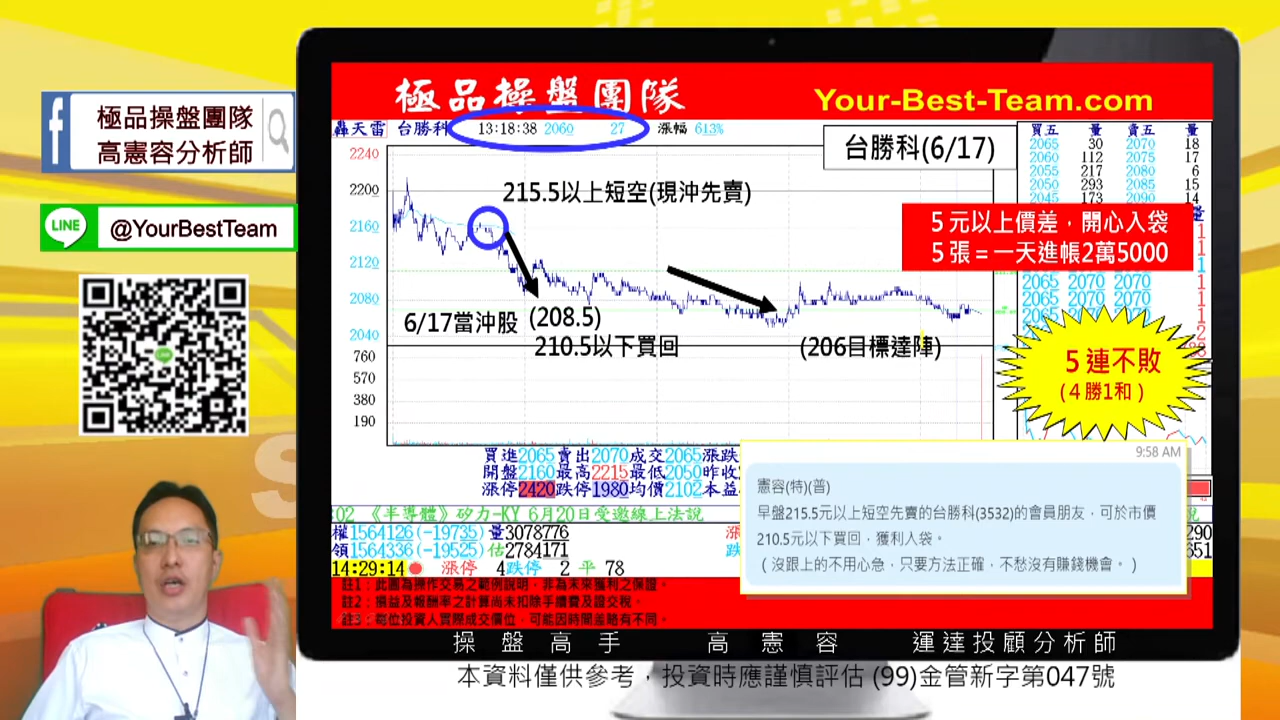 極品操盤團隊
高憲容分析師
LINE
@YourBestTeam
極品操盤團隊
Your-Best-Team.com
轟天雷 台勝科 13:18:38 2060 27 漲幅 613%
台勝科(6/17)
買五 量 賣五 量
2065 30 2070 18
2060 112 2075 17
2055 217 2080 6
2050 293 2085 15
2045 173 2090 14
2240
2200
2160
2120
2080
2040
760
570
380
190
215.5以上短空(現沖先賣)
5元以上價差，開心入袋
5張＝一天進帳2萬5000
2065 2070 2070
2065 2070 2070
2065 2070 2070
6/17當沖股
(208.5)
210.5以下買回
(206目標達陣)
5連不敗
(4勝1和)
買進2065賣出2070成交2065漲跌
開盤2160最高2215最低2050昨收
漲停2420跌停1980均價2102本益
:02 《半導體》矽力-KY 6月20日受邀線上法說
權1564126(-19735)量3078776
領1564336(-19525)估2784171
14:29:14 漲停 4跌停 2 平 78
290
651
9:58 AM
憲容(特)(普)
早盤215.5元以上短空先賣的台勝科(3532)的會員朋友，可於市價
210.5元以下買回，獲利入袋。
（沒跟上的不用心急，只要方法正確，不愁沒有賺錢機會。）
註1：此圖為操作交易之範例說明，非為未來獲利之保證。
註2：損益及報酬率之計算尚未扣除手續費及證交稅。
註3：每位投資人實際成交價位，可能因時間差略有不同。
操盤高手 高憲容 運達投顧分析師
本資料僅供參考，投資時應謹慎評估 (99)金管新字第047號